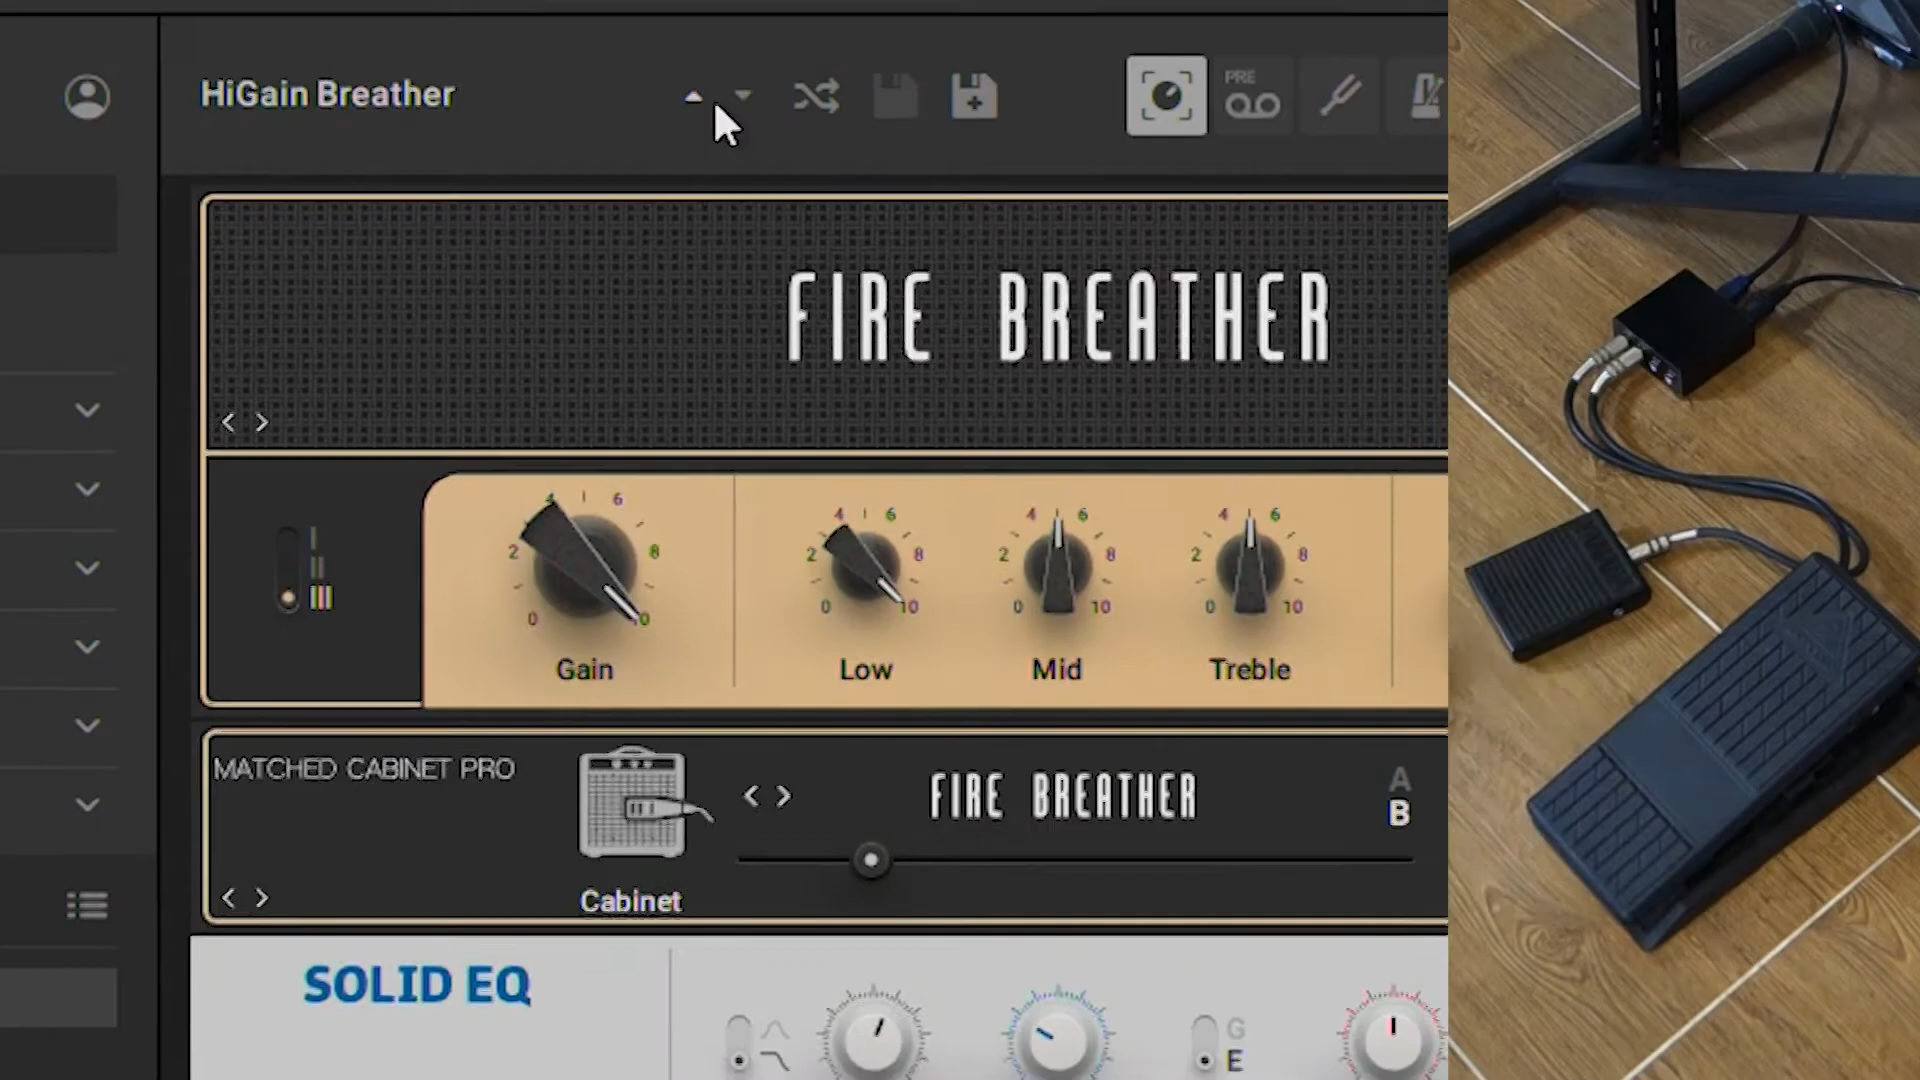 HiGain Breather
PRE
FIRE BREATHER
4 6
2 8
0 10
Gain
4 6
2 8
0 10
Low
4 6
2 8
0 10
Mid
4 6
2 8
0 10
Treble
MATCHED CABINET PRO
FIRE BREATHER
A
B
Cabinet
SOLID EQ
G
E